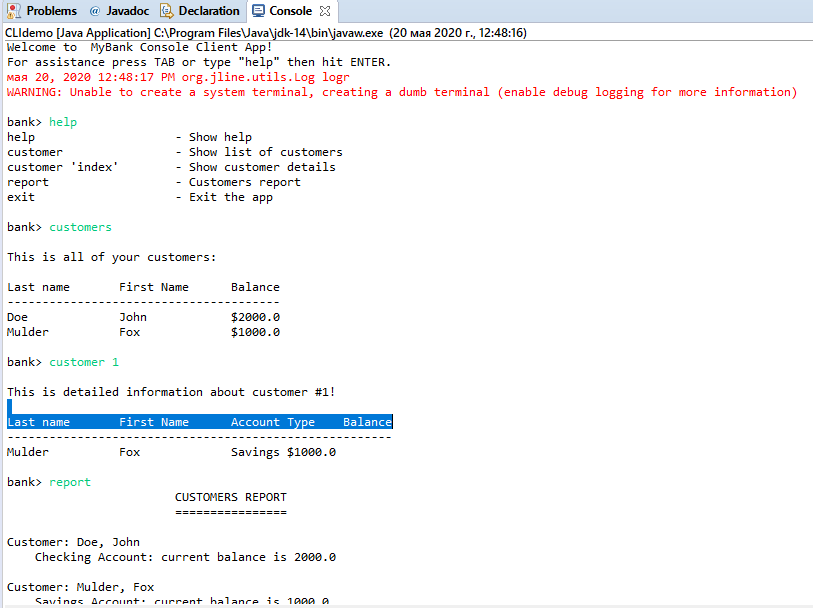 Problems @ Javadoc Declaration Console
CLIdemo [Java Application] C:\Program Files\Java\jdk-14\bin\javaw.exe (20 мая 2020 г., 12:48:16)
Welcome to  MyBank Console Client App!
For assistance press TAB or type "help" then hit ENTER.
мая 20, 2020 12:48:17 PM org.jline.utils.Log logr
WARNING: Unable to create a system terminal, creating a dumb terminal (enable debug logging for more information)
bank> help
help                    - Show help
customer                - Show list of customers
customer 'index'        - Show customer details
report                  - Customers report
exit                    - Exit the app
bank> customers
This is all of your customers:
Last name       First Name      Balance
---------------------------------------
Doe             John            $2000.0
Mulder          Fox             $1000.0
bank> customer 1
This is detailed information about customer #1!
Last name       First Name      Account Type    Balance
-------------------------------------------------------
Mulder          Fox             Savings $1000.0
bank> report
                        CUSTOMERS REPORT
                        ================
Customer: Doe, John
    Checking Account: current balance is 2000.0
Customer: Mulder, Fox
    Savings Account: current balance is 1000.0